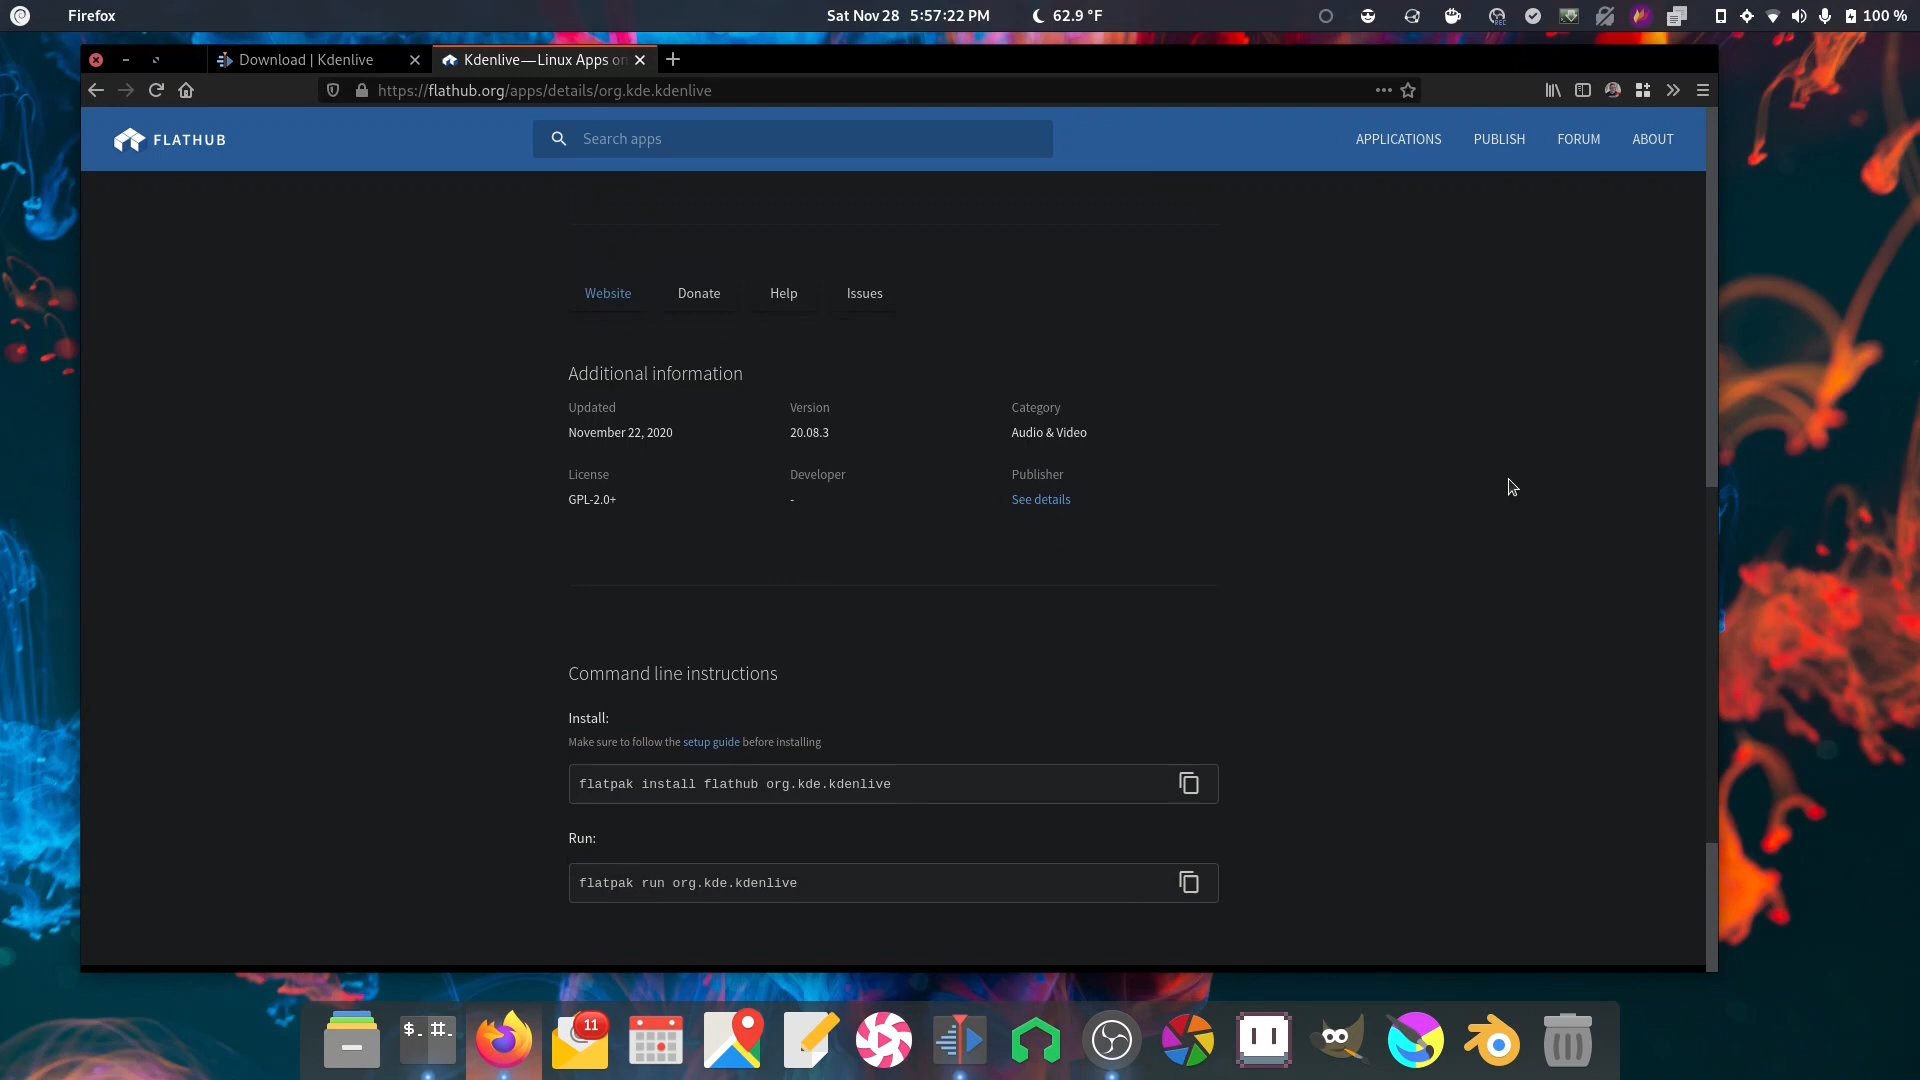 Firefox
Sat Nov 28 5:57:22 PM
62.9 °F
100 %
Download | Kdenlive
Kdenlive—Linux Apps on
https://flathub.org/apps/details/org.kde.kdenlive
FLATHUB
Search apps
APPLICATIONS
PUBLISH
FORUM
ABOUT
Website
Donate
Help
Issues
Additional information
Updated
Version
Category
November 22, 2020
20.08.3
Audio & Video
License
Developer
Publisher
GPL-2.0+
-
See details
Command line instructions
Install:
Make sure to follow the setup guide before installing
flatpak install flathub org.kde.kdenlive
Run:
flatpak run org.kde.kdenlive
$_ #_
11